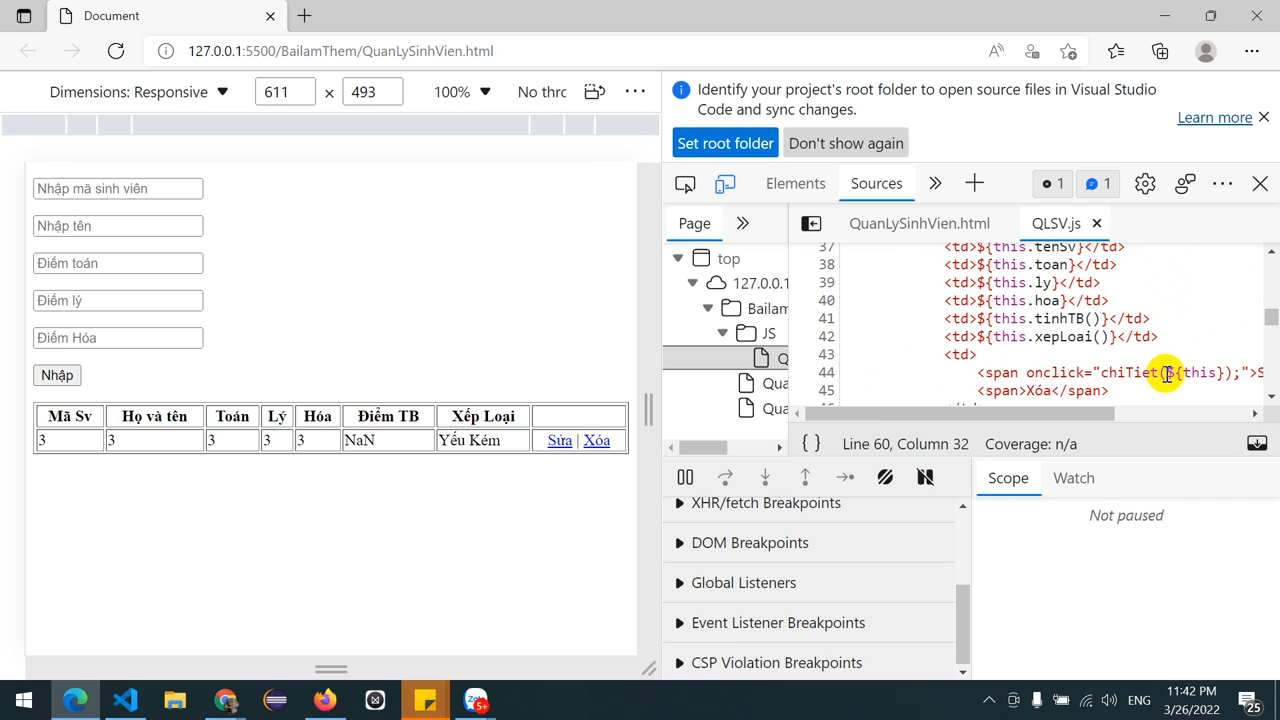 Document
127.0.0.1:5500/BailamThem/QuanLySinhVien.html
Dimensions: Responsive
611
×
493
100%
No thrc
Identify your project's root folder to open source files in Visual Studio
Code and sync changes.
Learn more
Set root folder
Don't show again
Elements
Sources
1
1
Page
QuanLySinhVien.html
QLSV.js
top
127.0.0.
Bailam
JS
Q
Qua
Qua
37 <td>${this.tenSv}</td>
38 <td>${this.toan}</td>
39 <td>${this.ly}</td>
40 <td>${this.hoa}</td>
41 <td>${this.tinhTB()}</td>
42 <td>${this.xepLoai()}</td>
43 <td>
44 <span onclick="chiTiet(${this});">S
45 <span>Xóa</span>
{ }
Line 60, Column 32
Coverage: n/a
Nhập mã sinh viên
Nhập tên
Điểm toán
Điểm lý
Điểm Hóa
Nhập
Mã Sv Họ và tên Toán Lý Hóa Điểm TB Xếp Loại
3 3 3 3 3 NaN Yếu Kém Sửa | Xóa
XHR/fetch Breakpoints
DOM Breakpoints
Global Listeners
Event Listener Breakpoints
CSP Violation Breakpoints
Scope
Watch
Not paused
5+
ENG
11:42 PM
3/26/2022
25